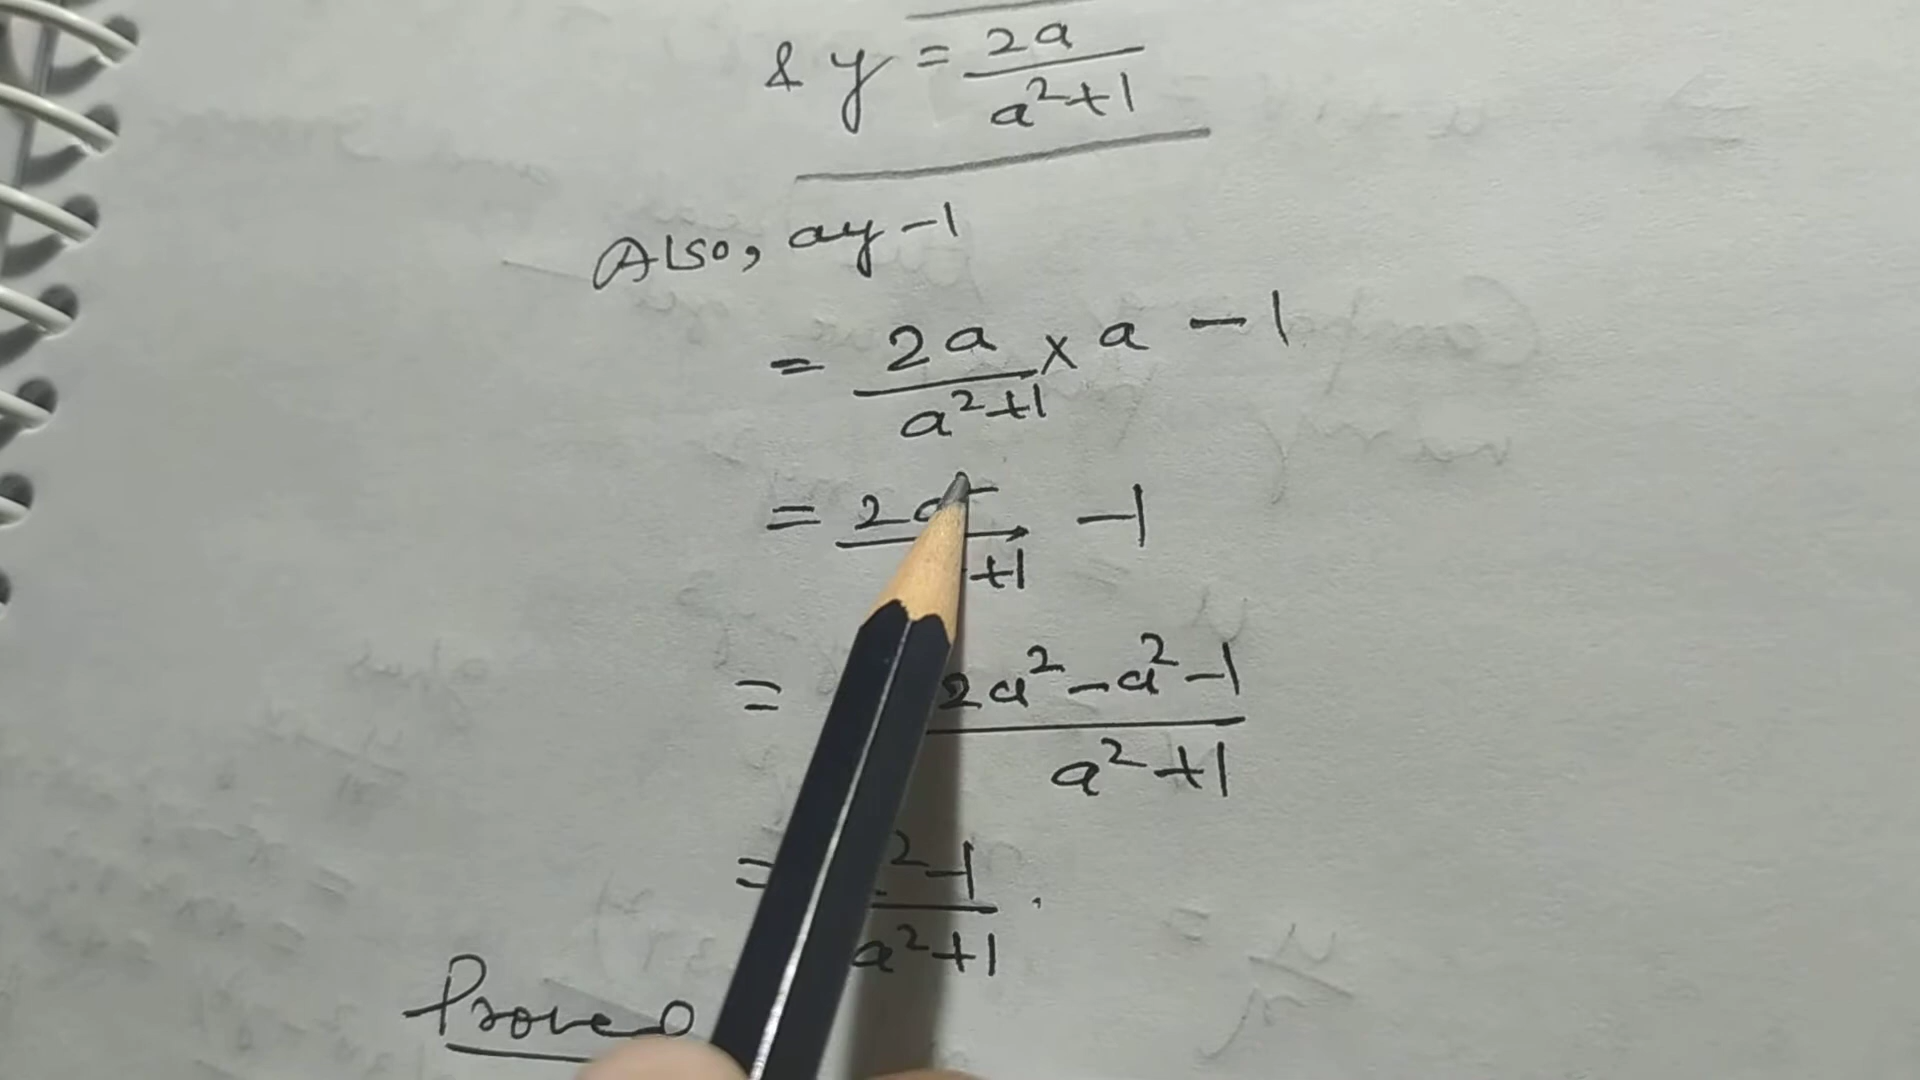 & y = 2a / a²+1
Also, ay - 1
= 2a / a²+1 × a - 1
= 2a² / +1 - 1
= 2a² - a² - 1 / a²+1
= ² - 1 / a²+1 .
Proved